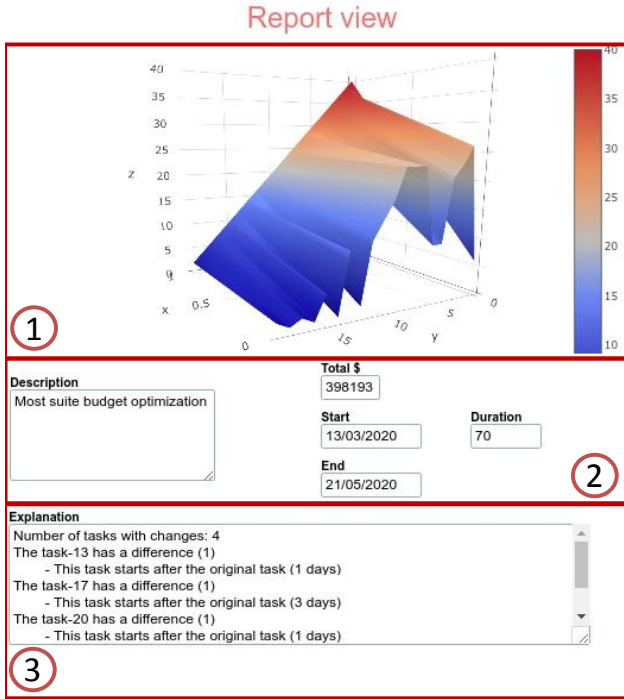 Report view
40
35
30
25
20
15
10
5
0
z
x
0.5
0
15
10
5
0
y
40
35
30
25
20
15
10
1
Description
Most suite budget optimization
Total $
398193
Start
13/03/2020
Duration
70
End
21/05/2020
2
Explanation
Number of tasks with changes: 4
The task-13 has a difference (1)
- This task starts after the original task (1 days)
The task-17 has a difference (1)
- This task starts after the original task (3 days)
The task-20 has a difference (1)
- This task starts after the original task (1 days)
3